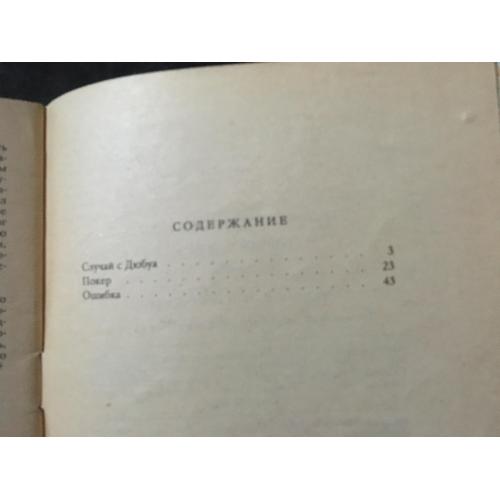 СОДЕРЖАНИЕ
Случай с Дюбуа . . . . . . . . . . 3
Покер . . . . . . . . . . . . 23
Ошибка . . . . . . . . . . . . 43